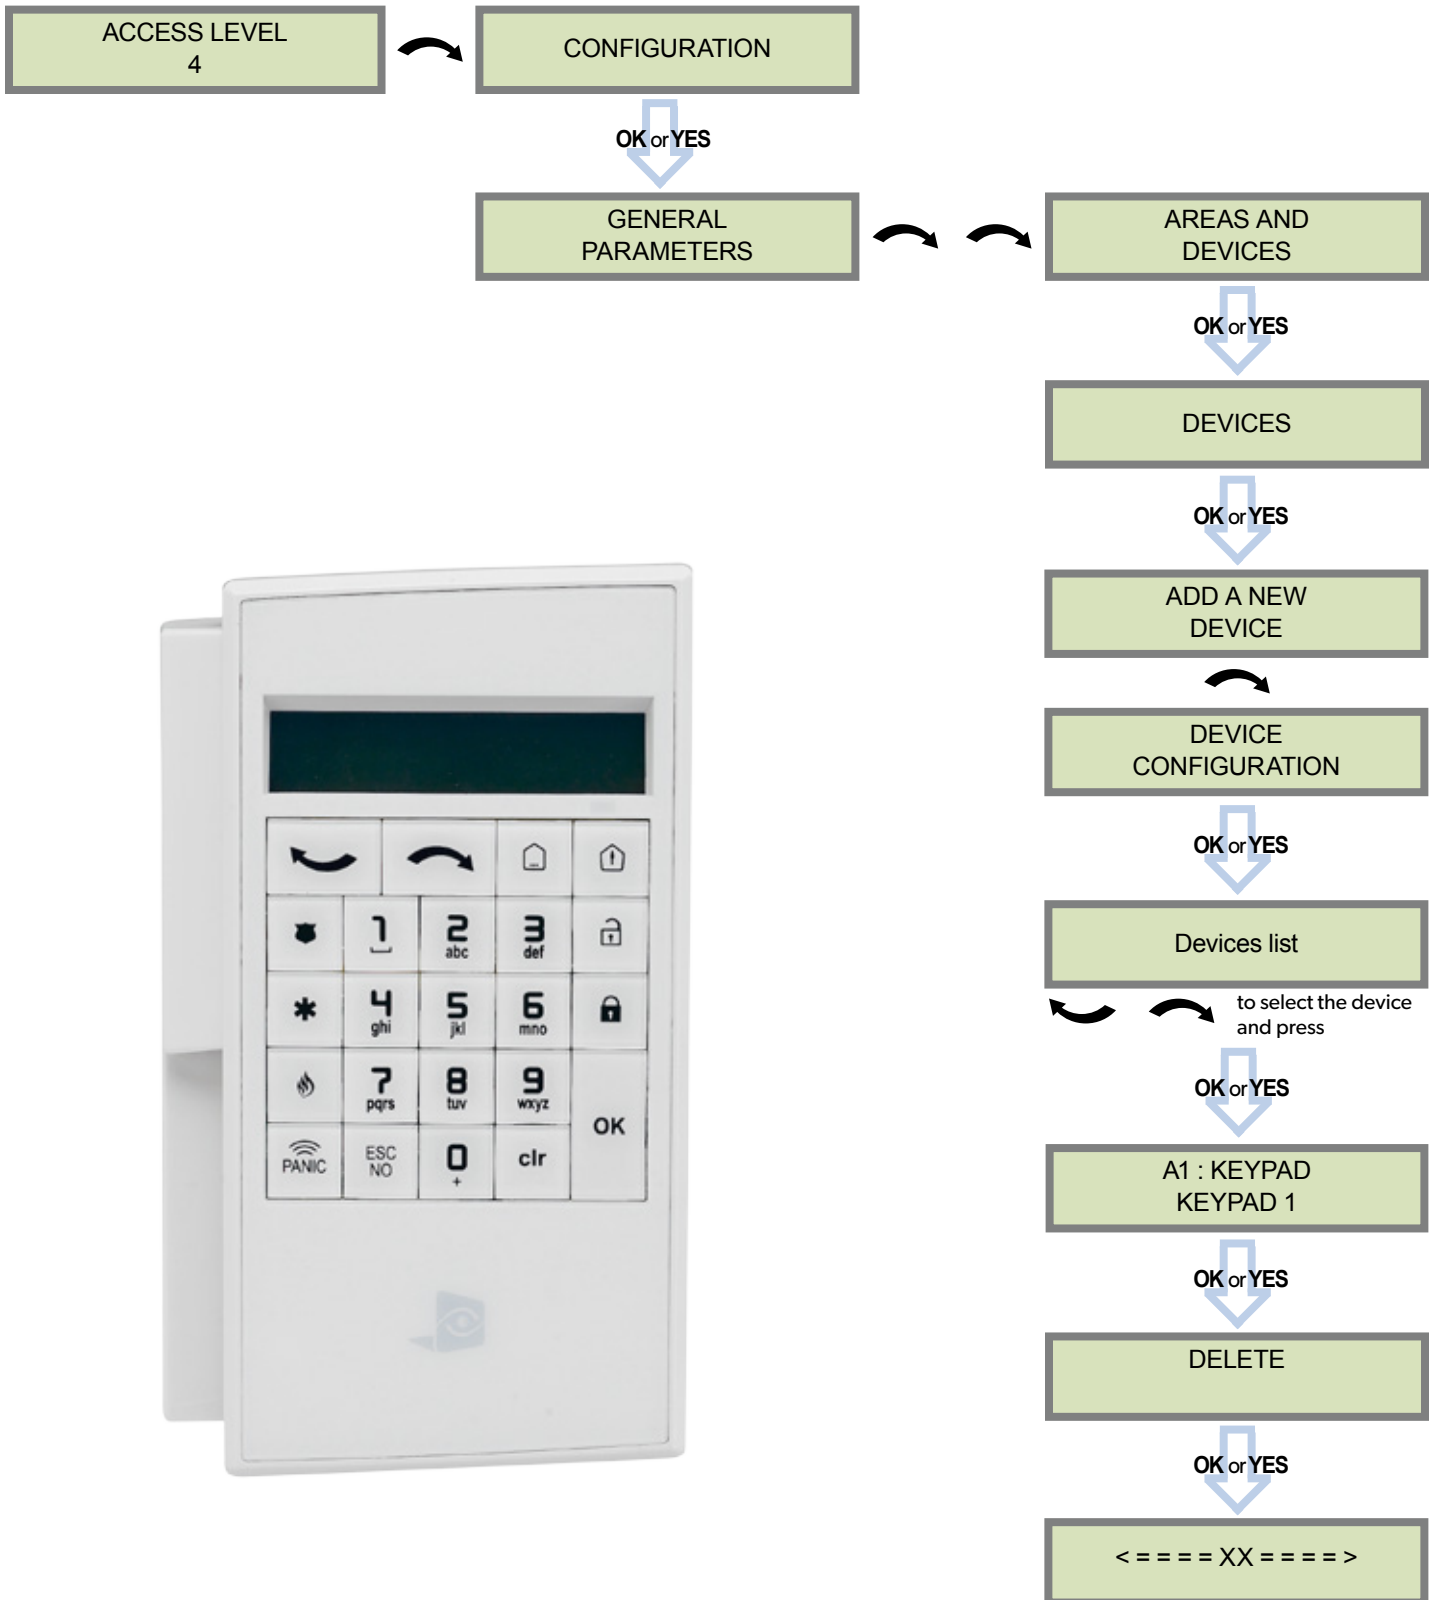 ACCESS LEVEL
4
CONFIGURATION
OK or YES
GENERAL
PARAMETERS
AREAS AND
DEVICES
OK or YES
DEVICES
OK or YES
ADD A NEW
DEVICE
DEVICE
CONFIGURATION
OK or YES
Devices list
to select the device
and press
OK or YES
A1 : KEYPAD
KEYPAD 1
OK or YES
DELETE
OK or YES
< = = = = XX = = = = >
1 2 3
abc def
4 5 6
ghi jkl mno
7 8 9
pqrs tuv wxyz
OK
PANIC
ESC
NO
0
+
clr